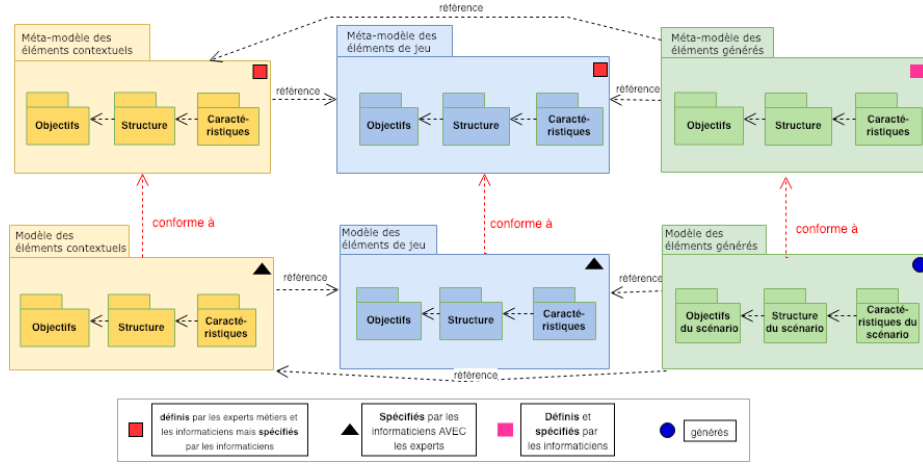 référence
Méta-modèle des
éléments contextuels
Méta-modèle des
éléments de jeu
Méta-modèle des
éléments générés
référence
référence
Objectifs
Structure
Caracté-
ristiques
Objectifs
Structure
Caracté-
ristiques
Objectifs
Structure
Caracté-
ristiques
conforme à
conforme à
conforme à
Modèle des
éléments contextuels
Modèle des
éléments de jeu
Modèle des
éléments générés
référence
référence
Objectifs
Structure
Caracté-
ristiques
Objectifs
Structure
Caracté-
ristiques
Objectifs
du scénario
Structure
du scénario
Caracté-
ristiques du
scénario
référence
définis par les experts métiers et
les informaticiens mais spécifiés
par les informaticiens
Spécifiés par les
informaticiens AVEC
les experts
Définis et
spécifiés par
les informaticiens
générés